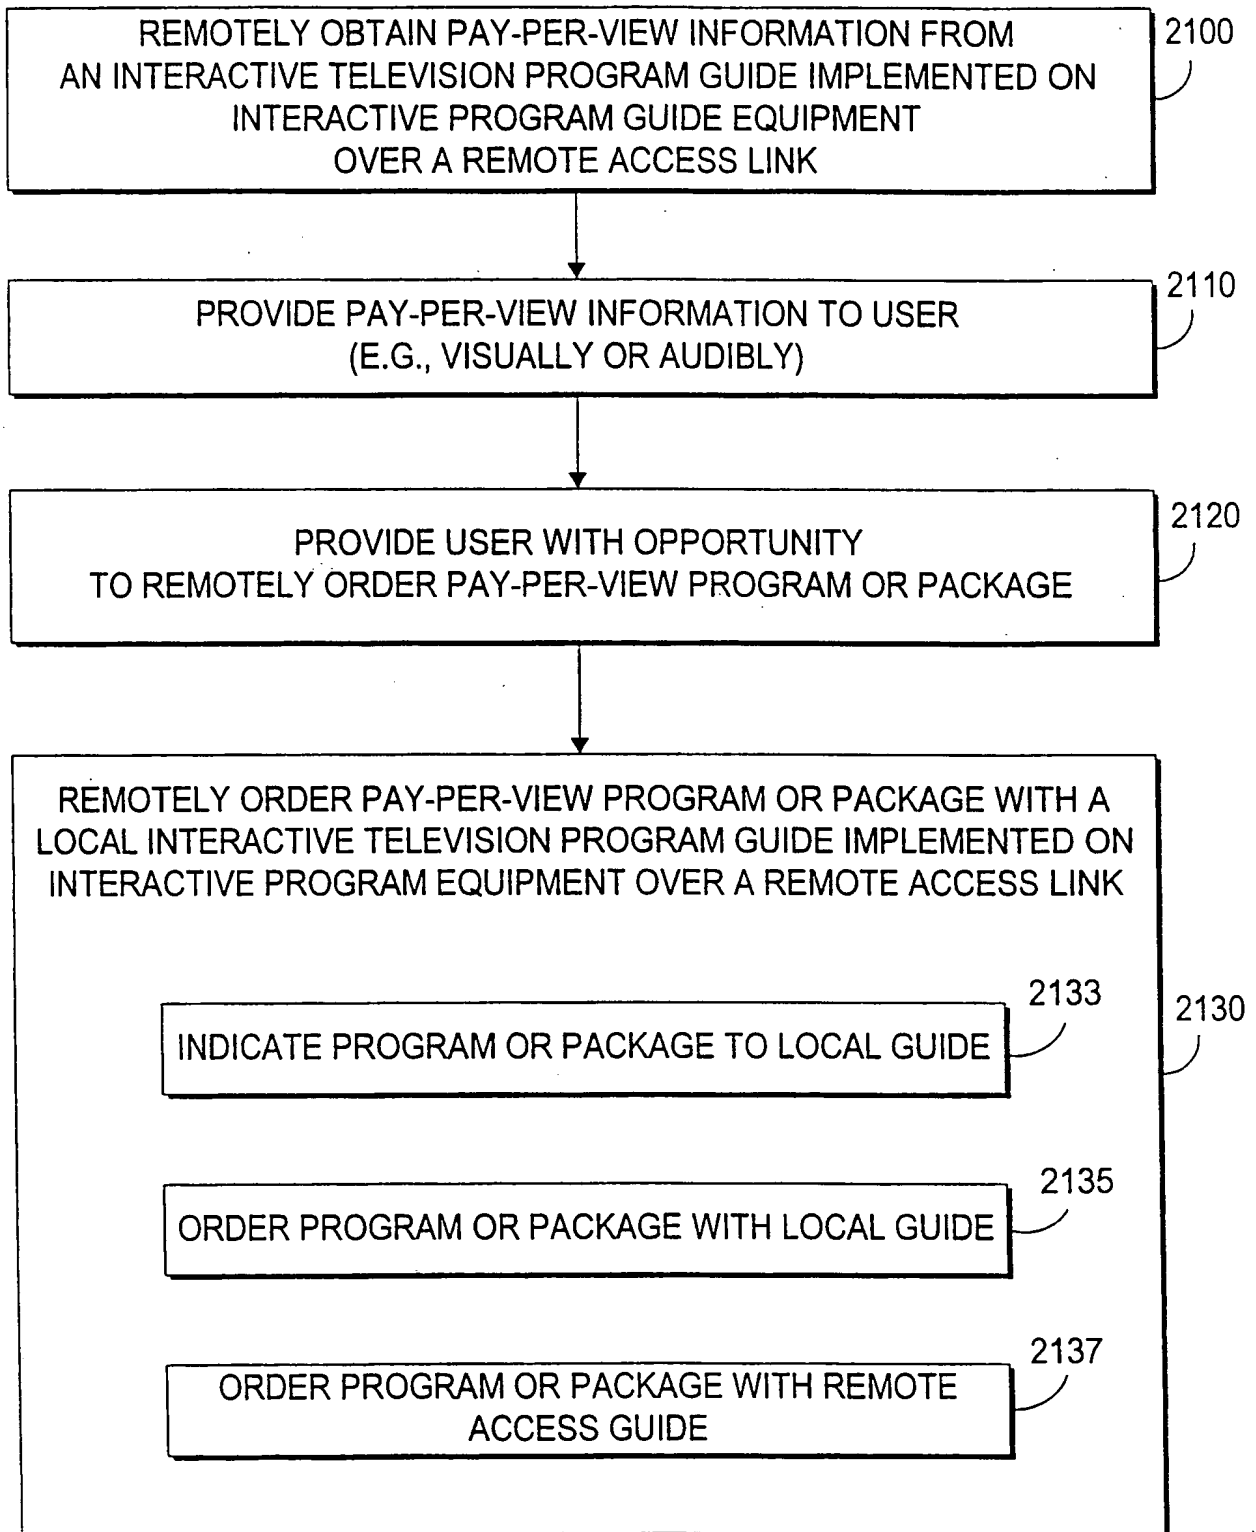 REMOTELY OBTAIN PAY-PER-VIEW INFORMATION FROM
AN INTERACTIVE TELEVISION PROGRAM GUIDE IMPLEMENTED ON
INTERACTIVE PROGRAM GUIDE EQUIPMENT
OVER A REMOTE ACCESS LINK
2100
PROVIDE PAY-PER-VIEW INFORMATION TO USER
(E.G., VISUALLY OR AUDIBLY)
2110
PROVIDE USER WITH OPPORTUNITY
TO REMOTELY ORDER PAY-PER-VIEW PROGRAM OR PACKAGE
2120
REMOTELY ORDER PAY-PER-VIEW PROGRAM OR PACKAGE WITH A
LOCAL INTERACTIVE TELEVISION PROGRAM GUIDE IMPLEMENTED ON
INTERACTIVE PROGRAM EQUIPMENT OVER A REMOTE ACCESS LINK
2130
INDICATE PROGRAM OR PACKAGE TO LOCAL GUIDE
2133
ORDER PROGRAM OR PACKAGE WITH LOCAL GUIDE
2135
ORDER PROGRAM OR PACKAGE WITH REMOTE
ACCESS GUIDE
2137